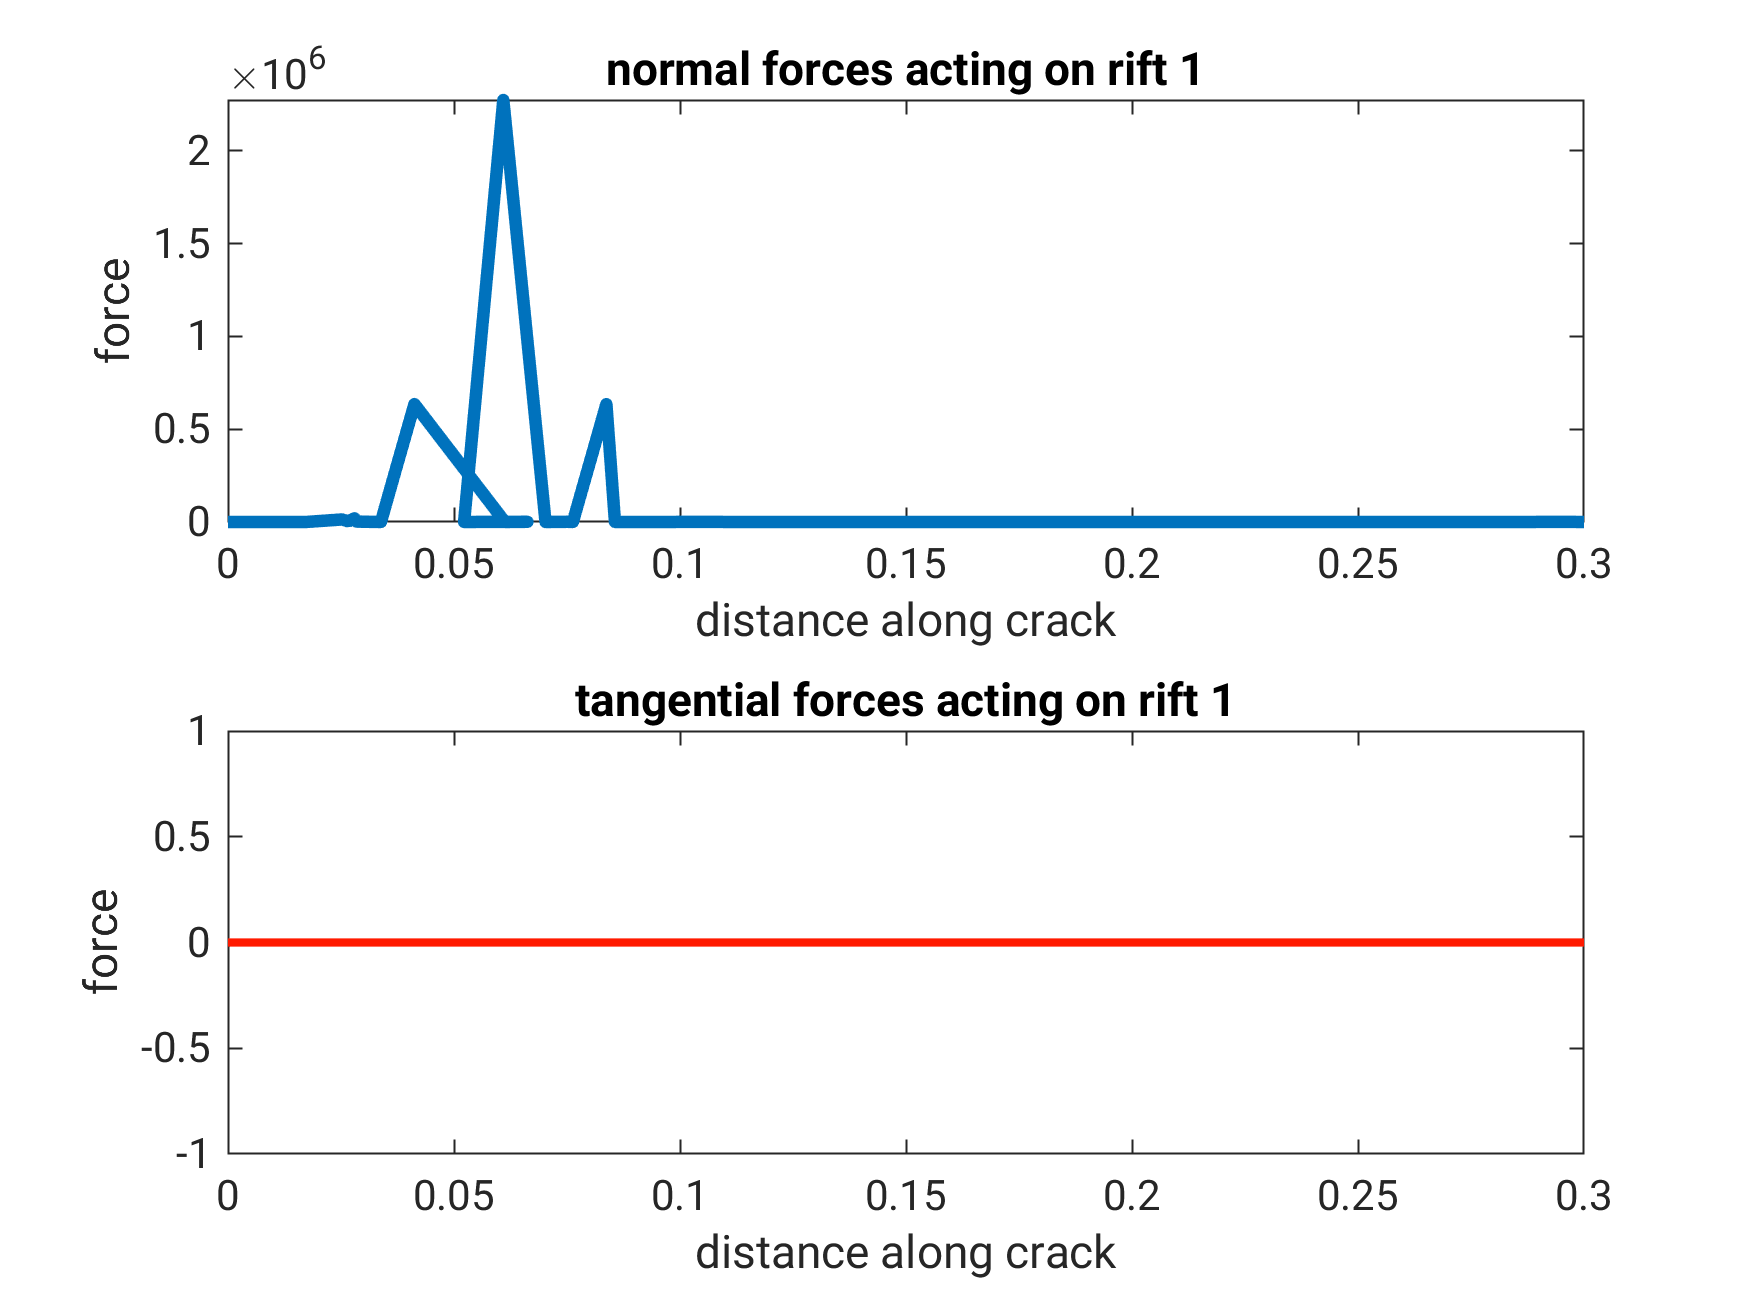 ×10⁶
normal forces acting on rift 1
2
1.5
1
0.5
0
force
0 0.05 0.1 0.15 0.2 0.25 0.3
distance along crack
tangential forces acting on rift 1
1
0.5
0
-0.5
-1
force
0 0.05 0.1 0.15 0.2 0.25 0.3
distance along crack